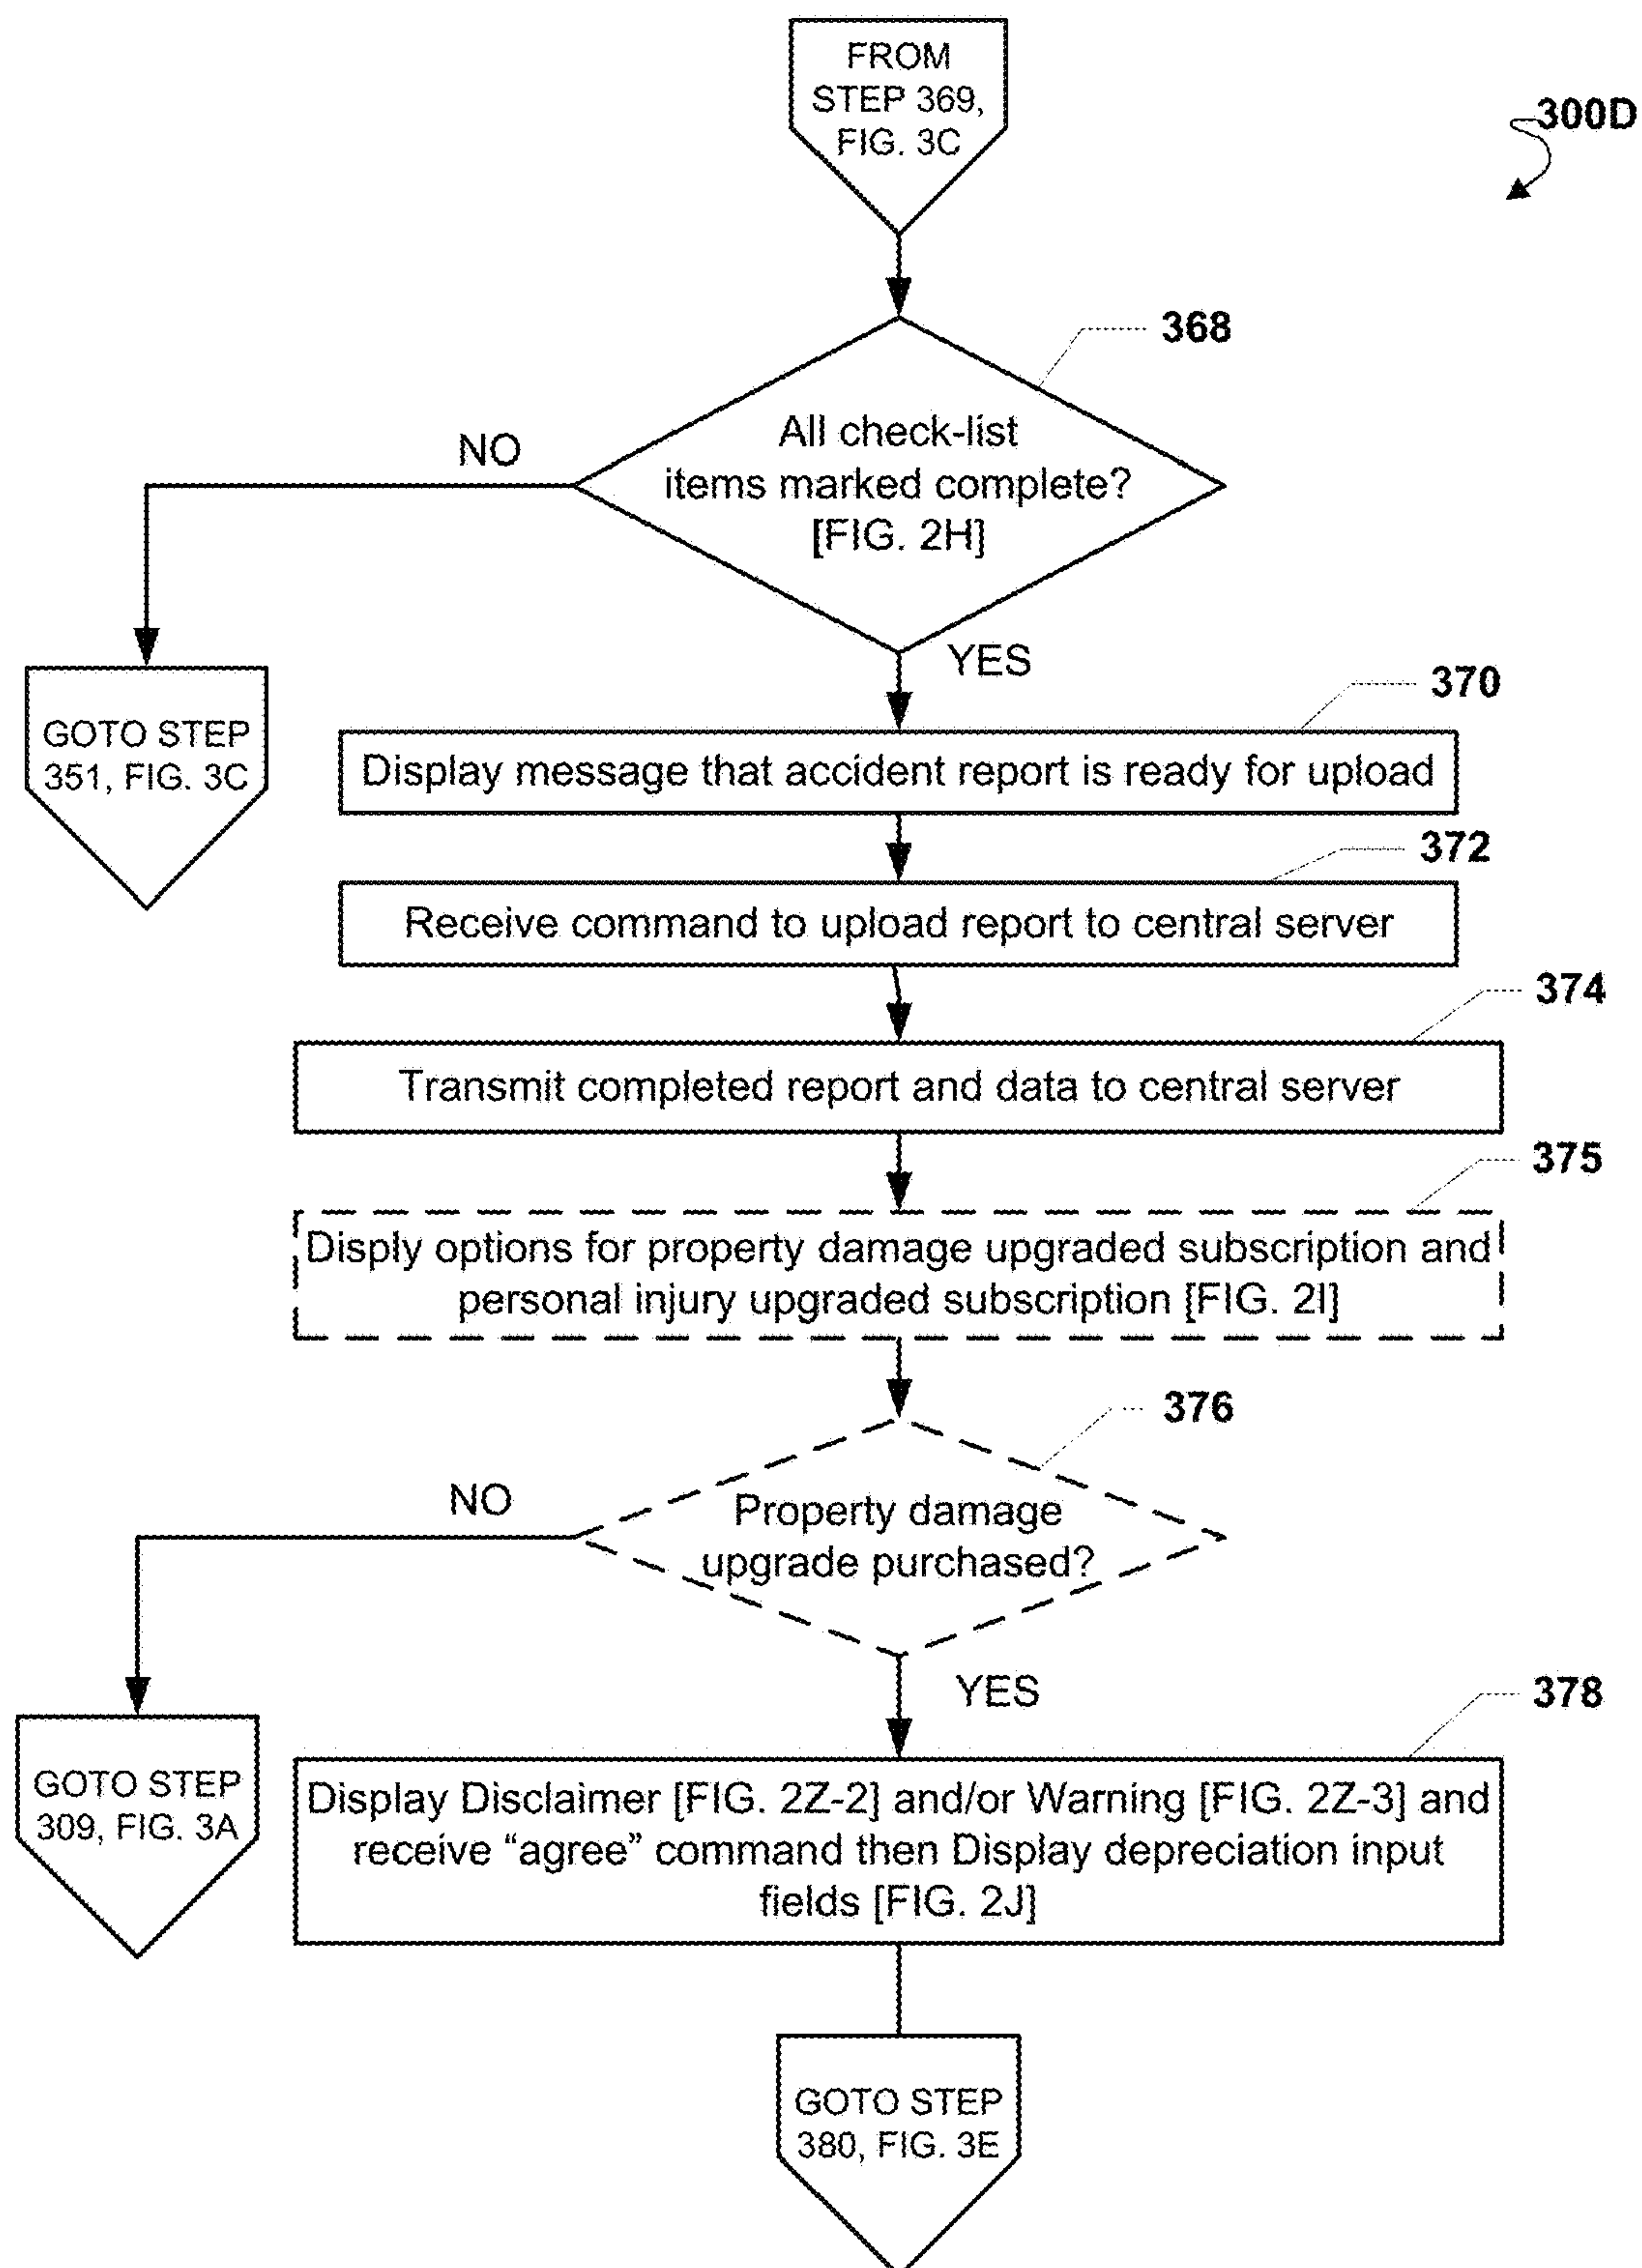 FROM
STEP 369,
FIG. 3C
300D
368
All check-list
items marked complete?
[FIG. 2H]
NO
YES
GOTO STEP
351, FIG. 3C
370
Display message that accident report is ready for upload
372
Receive command to upload report to central server
374
Transmit completed report and data to central server
375
Disply options for property damage upgraded subscription and
personal injury upgraded subscription [FIG. 2I]
376
Property damage
upgrade purchased?
NO
YES
GOTO STEP
309, FIG. 3A
378
Display Disclaimer [FIG. 2Z-2] and/or Warning [FIG. 2Z-3] and
receive “agree” command then Display depreciation input
fields [FIG. 2J]
GOTO STEP
380, FIG. 3E